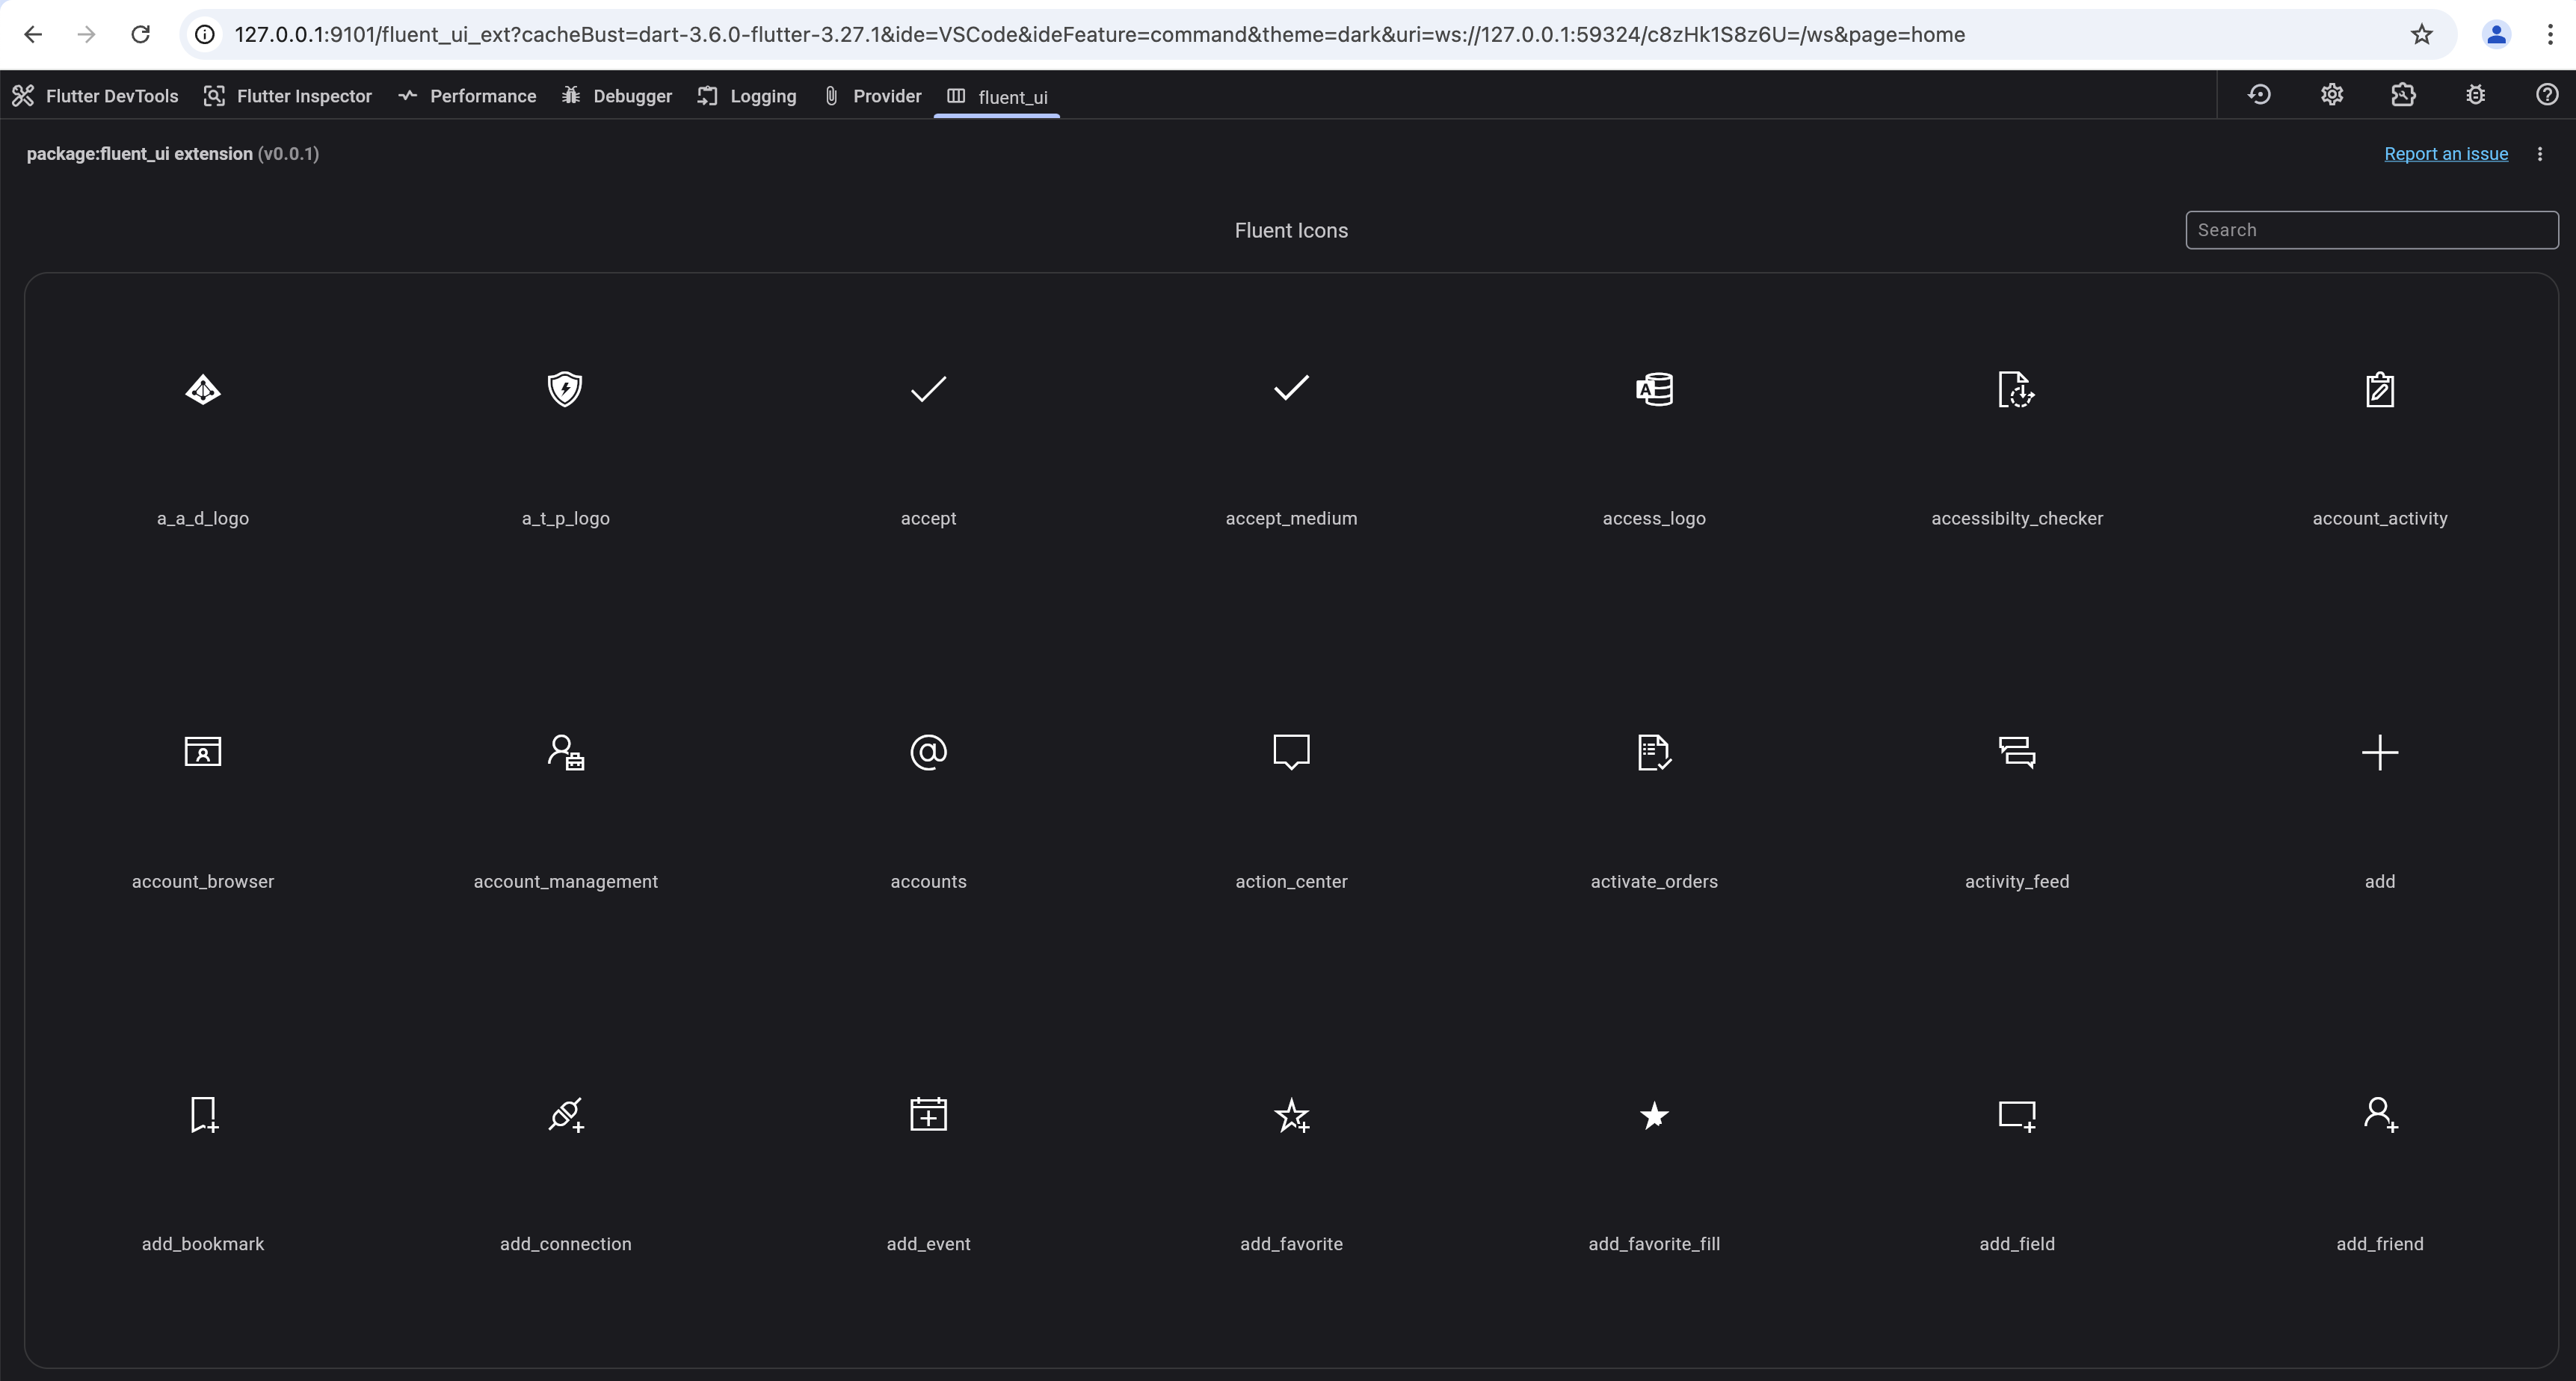 127.0.0.1:9101/fluent_ui_ext?cacheBust=dart-3.6.0-flutter-3.27.1&ide=VSCode&ideFeature=command&theme=dark&uri=ws://127.0.0.1:59324/c8zHk1S8z6U=/ws&page=home
Flutter DevTools Flutter Inspector Performance Debugger Logging Provider fluent_ui
package:fluent_ui extension (v0.0.1) Report an issue
Fluent Icons Search
a_a_d_logo a_t_p_logo accept accept_medium access_logo accessibilty_checker account_activity
account_browser account_management accounts action_center activate_orders activity_feed add
add_bookmark add_connection add_event add_favorite add_favorite_fill add_field add_friend